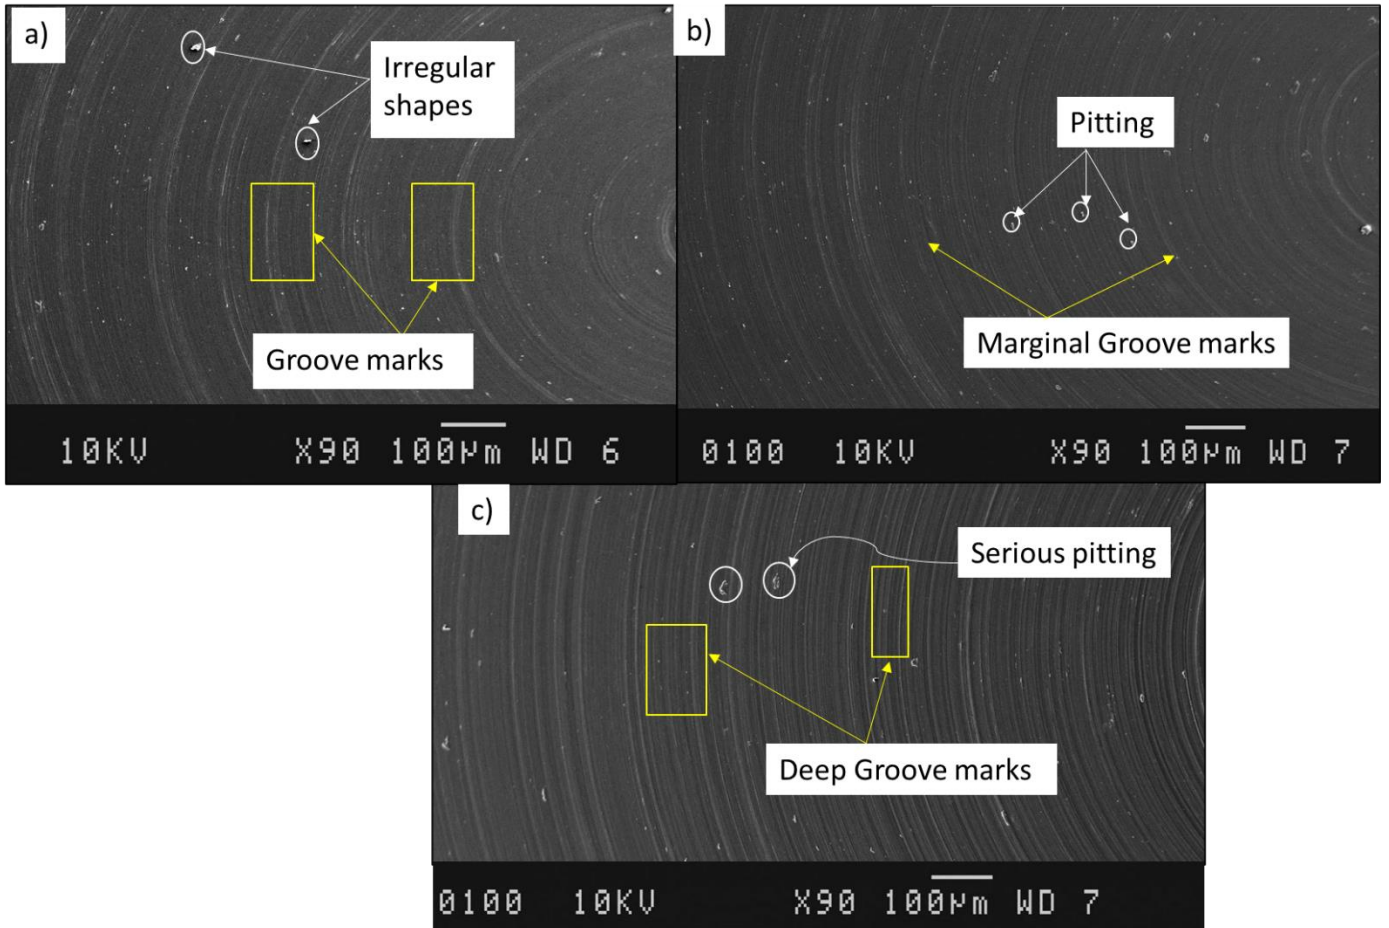 a)
Irregular
shapes
Groove marks
10KV X90 100μm WD 6
b)
Pitting
Marginal Groove marks
0100 10KV X90 100μm WD 7
c)
Serious pitting
Deep Groove marks
0100 10KV X90 100μm WD 7